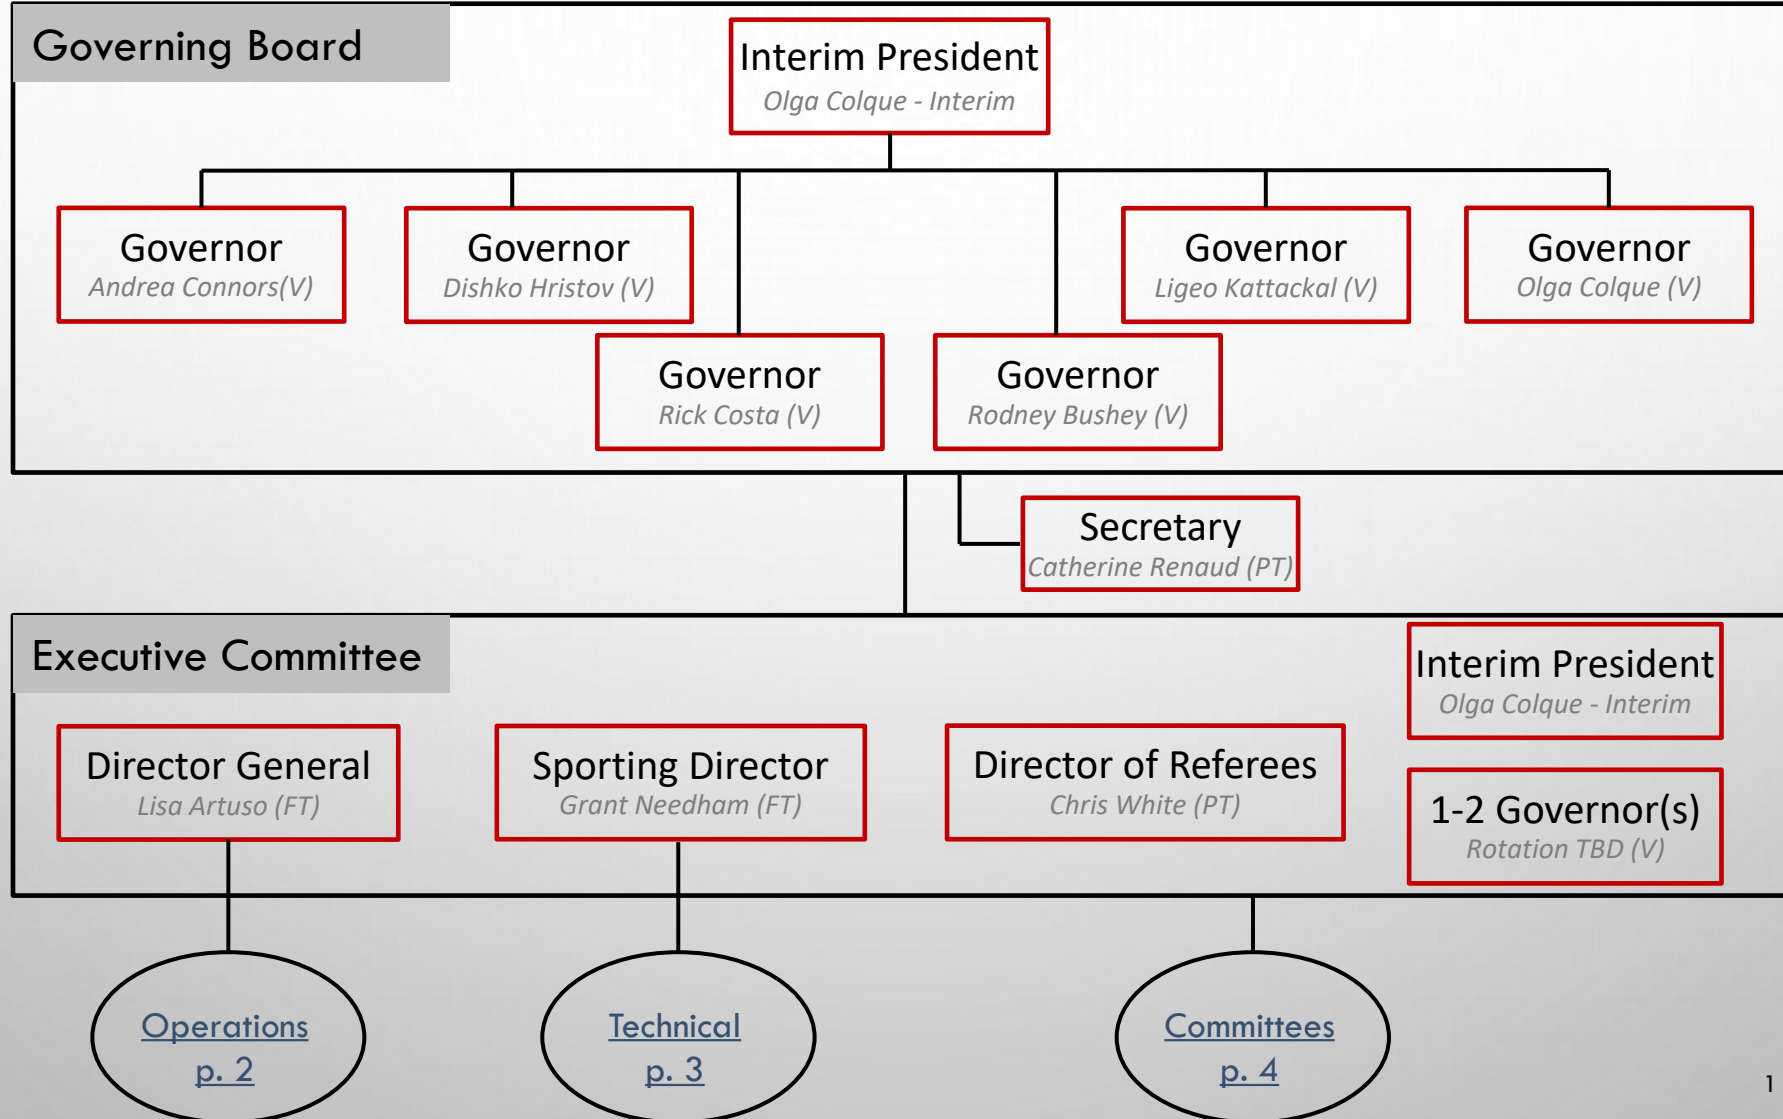 Governing Board
Interim President
Olga Colque - Interim
Governor
Andrea Connors(V)
Governor
Dishko Hristov (V)
Governor
Ligeo Kattackal (V)
Governor
Olga Colque (V)
Governor
Rick Costa (V)
Governor
Rodney Bushey (V)
Secretary
Catherine Renaud (PT)
Executive Committee
Interim President
Olga Colque - Interim
Director General
Lisa Artuso (FT)
Sporting Director
Grant Needham (FT)
Director of Referees
Chris White (PT)
1-2 Governor(s)
Rotation TBD (V)
Operations
p. 2
Technical
p. 3
Committees
p. 4
1